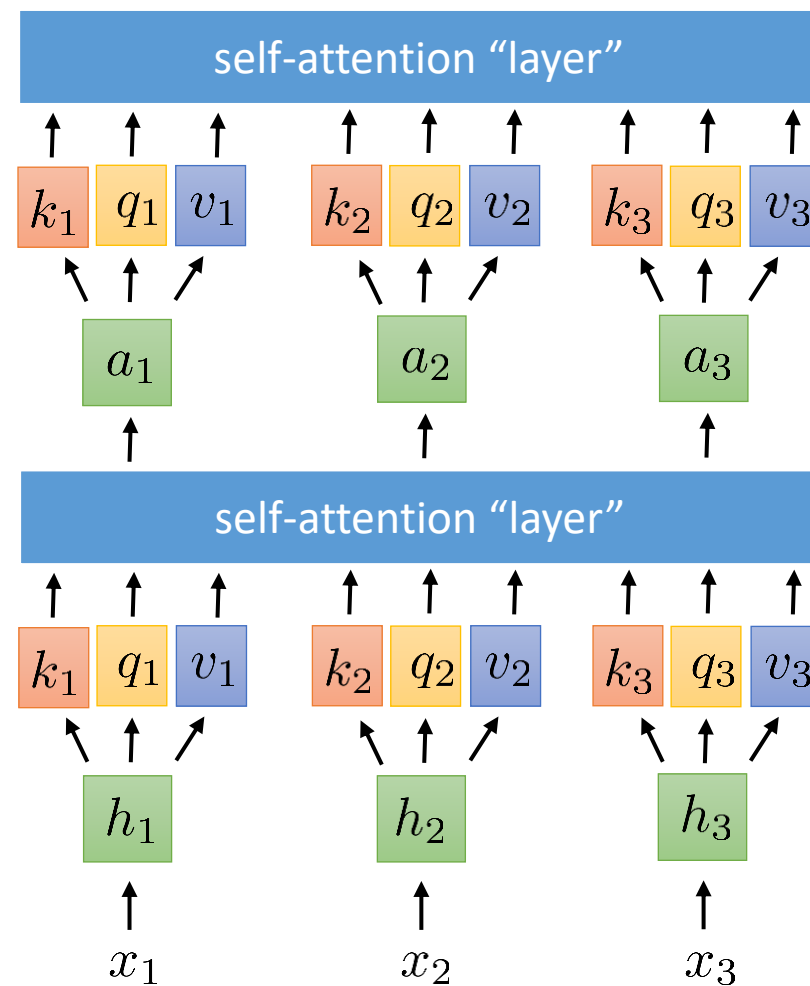 self-attention “layer”
k₁ q₁ v₁ k₂ q₂ v₂ k₃ q₃ v₃
a₁ a₂ a₃
self-attention “layer”
k₁ q₁ v₁ k₂ q₂ v₂ k₃ q₃ v₃
h₁ h₂ h₃
x₁ x₂ x₃